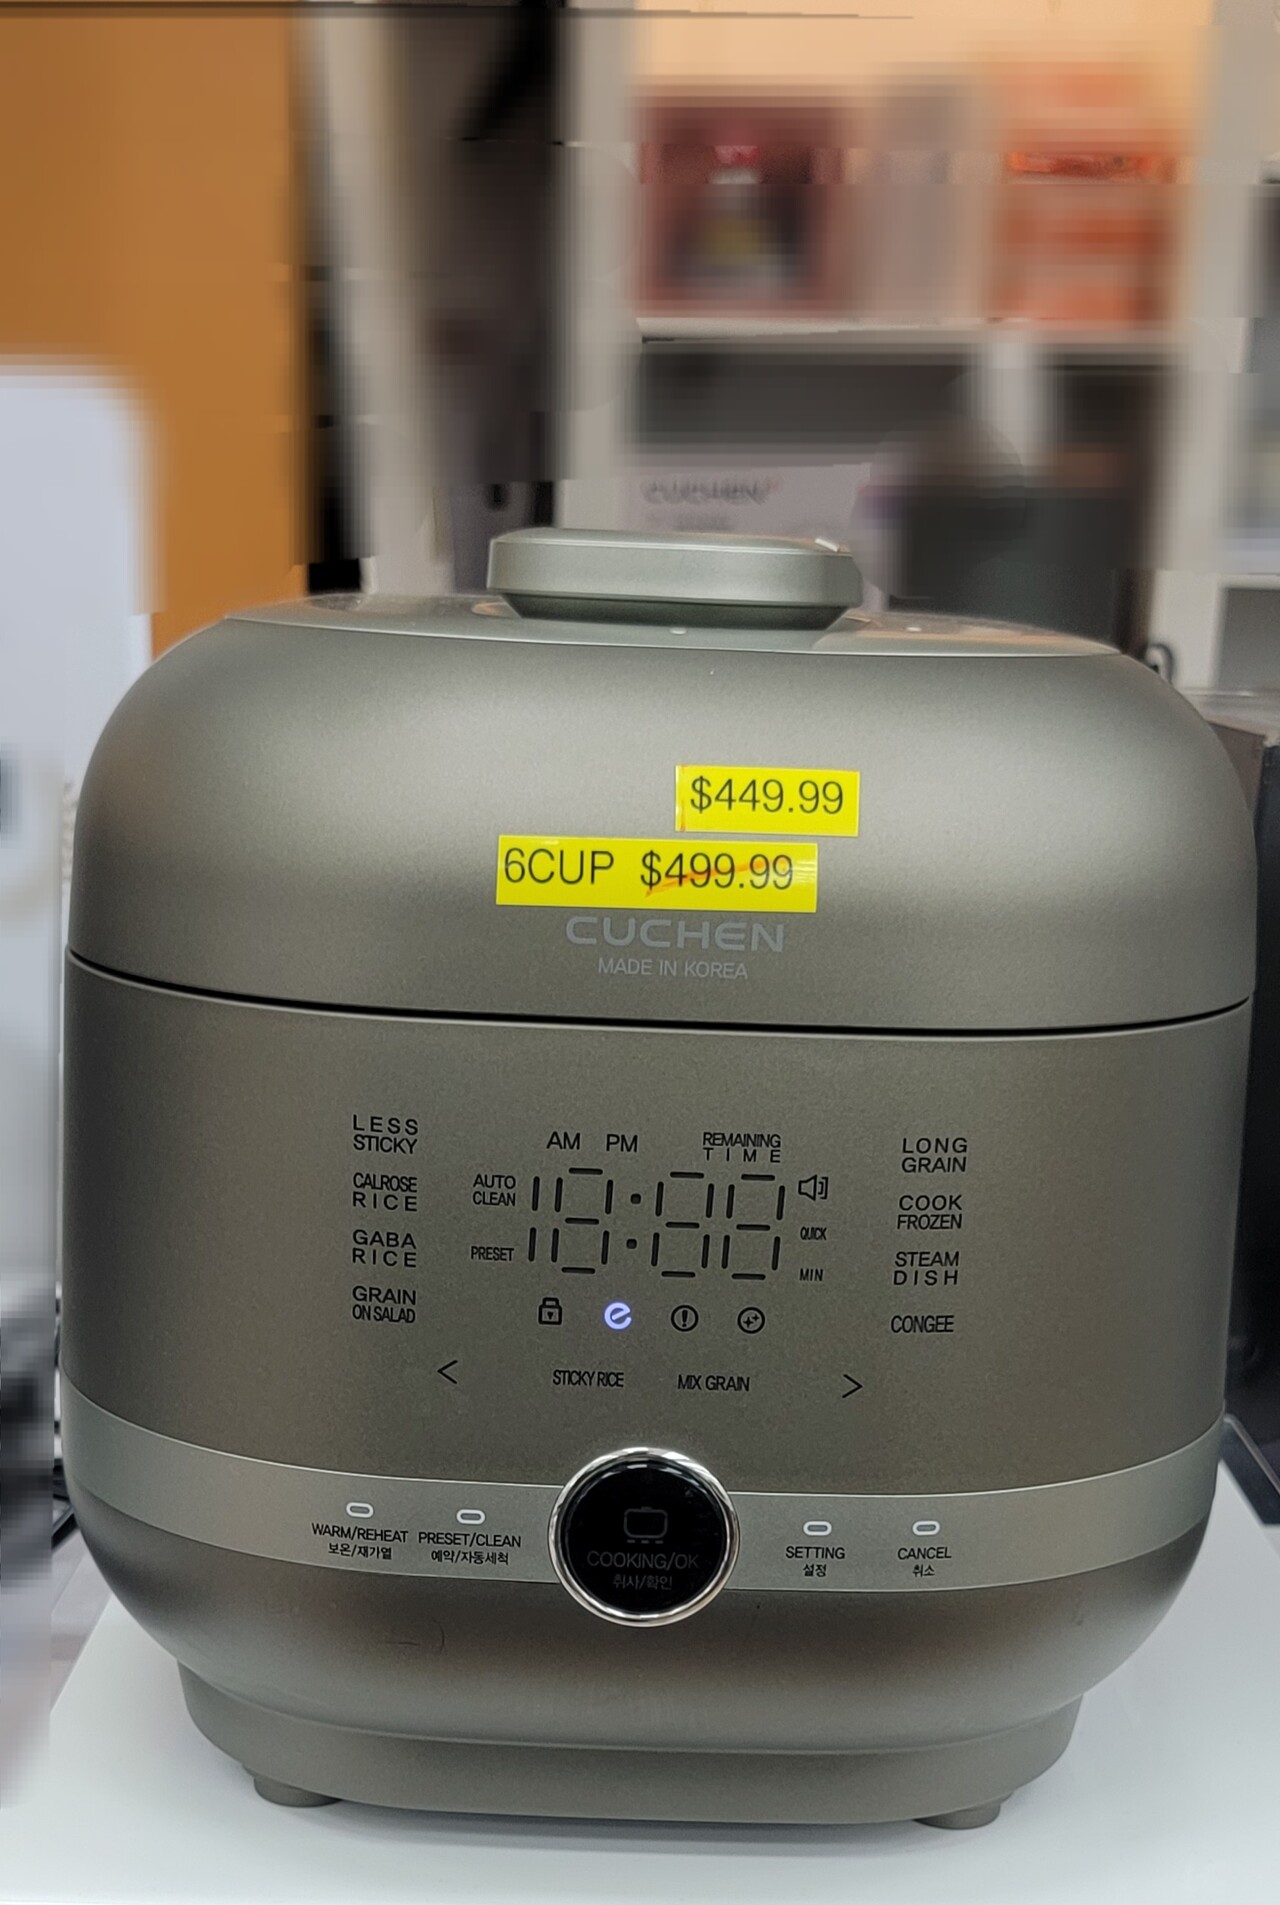 CUCHEN
$449.99
6CUP $499.99
CUCHEN
MADE IN KOREA
LESS
STICKY
CALROSE
RICE
GABA
RICE
GRAIN
ON SALAD
AM PM
REMAINING
TIME
AUTO
CLEAN
PRESET
QUICK
MIN
LONG
GRAIN
COOK
FROZEN
STEAM
DISH
CONGEE
< STICKY RICE MIX GRAIN >
WARM/REHEAT
보온/재가열
PRESET/CLEAN
예약/자동세척
COOKING/OK
취사/확인
SETTING
설정
CANCEL
취소